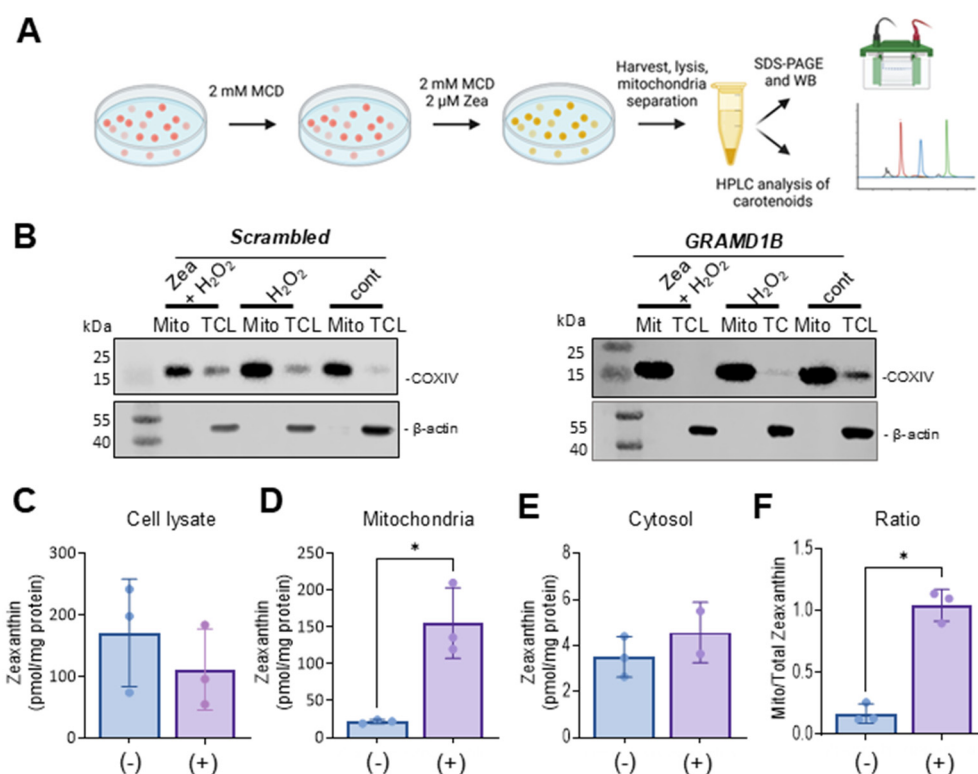 A
2 mM MCD
2 mM MCD
2 μM Zea
Harvest, lysis,
mitochondria
separation
SDS-PAGE
and WB
HPLC analysis of
carotenoids
B
Scrambled
Zea
+ H₂O₂
H₂O₂
cont
kDa
Mito TCL Mito TCL Mito TCL
25
15
-COXIV
55
40
- β-actin
GRAMD1B
Zea
+ H₂O₂
H₂O₂
cont
kDa
Mit TCL Mito TC Mito TCL
25
15
-COXIV
55
40
- β-actin
C
Cell lysate
Zeaxanthin
(pmol/mg protein)
300
200
100
0
(-) (+)
D
Mitochondria
Zeaxanthin
(pmol/mg protein)
250
200
150
100
50
0
*
(-) (+)
E
Cytosol
Zeaxanthin
(pmol/mg protein)
8
6
4
2
0
(-) (+)
F
Ratio
Mito/Total Zeaxanthin
1.5
1.0
0.5
0.0
*
(-) (+)